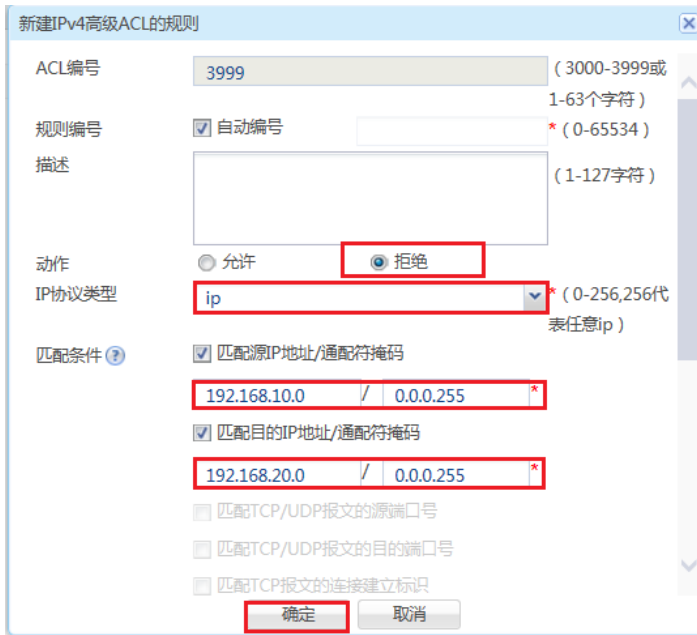 新建IPv4高级ACL的规则
ACL编号 3999 (3000-3999或
1-63个字符)
规则编号 自动编号 * (0-65534)
描述 (1-127字符)
动作 允许 拒绝
IP协议类型 ip * (0-256,256代
表任意ip)
匹配条件 ? 匹配源IP地址/通配符掩码
192.168.10.0 / 0.0.0.255 *
匹配目的IP地址/通配符掩码
192.168.20.0 / 0.0.0.255 *
匹配TCP/UDP报文的源端口号
匹配TCP/UDP报文的目的端口号
匹配TCP报文的连接建立标识
确定 取消